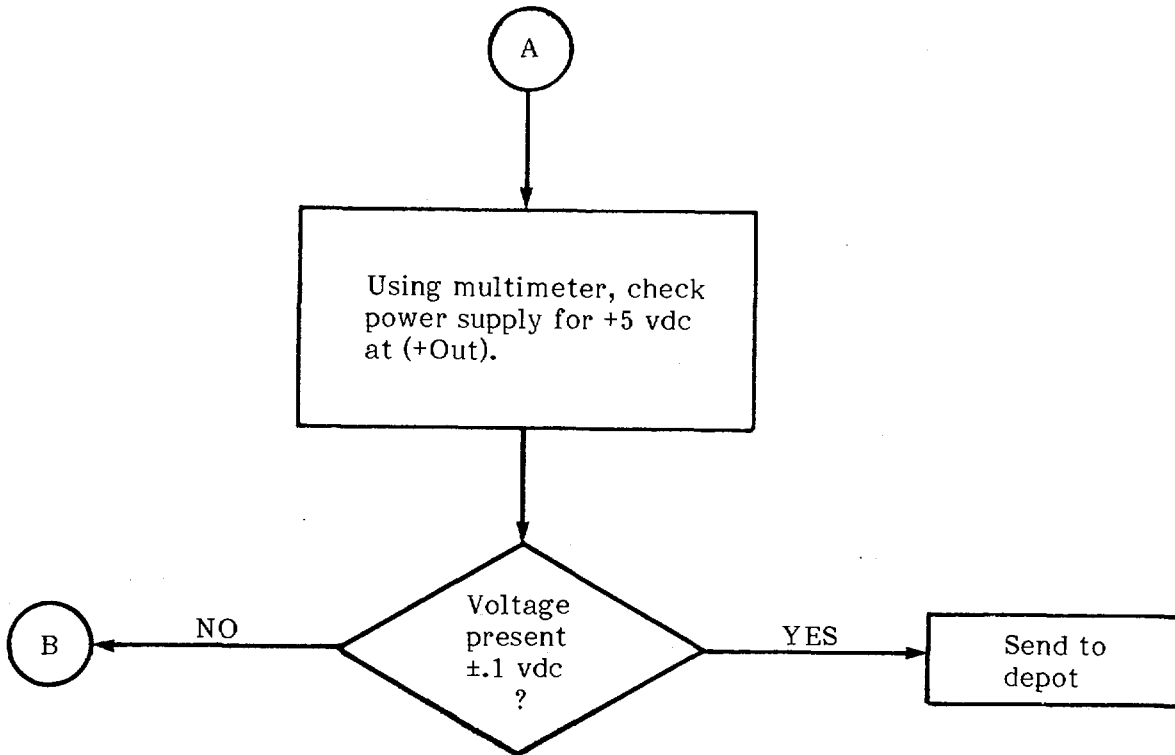 A
Using multimeter, check
power supply for +5 vdc
at (+Out).
Voltage
present
±.1 vdc
?
NO
B
YES
Send to
depot